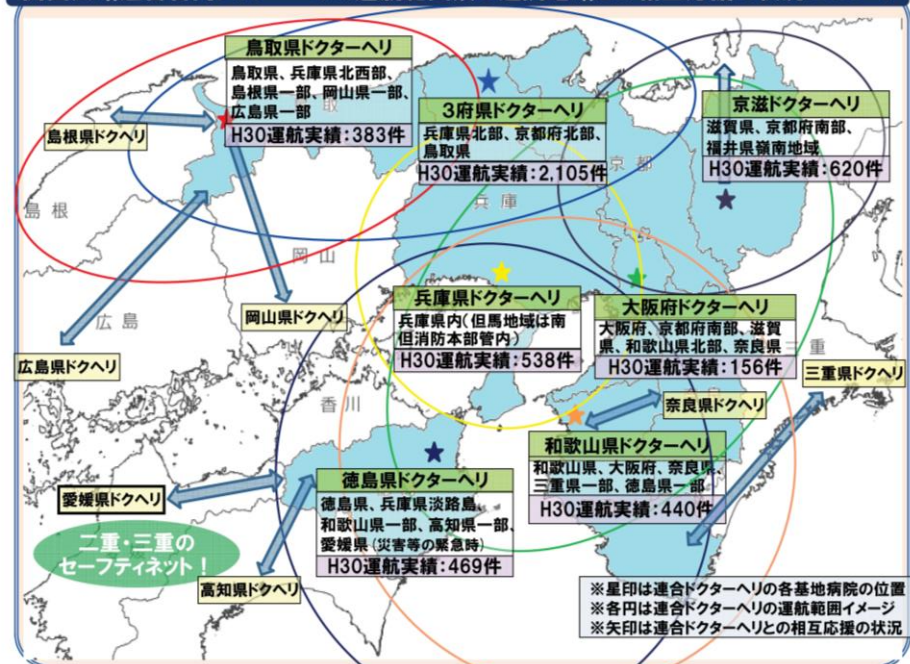 鳥取県ドクターヘリ
鳥取県、兵庫県北西部、
島根県一部、岡山県一部、
広島県一部
H30運航実績:383件
3府県ドクターヘリ
兵庫県北部、京都府北部、
鳥取県
H30運航実績:2,105件
京滋ドクターヘリ
滋賀県、京都府南部、
福井県嶺南地域
H30運航実績:620件
島根県ドクヘリ
取
京都
兵庫
島根
岡山
広島
岡山県ドクヘリ
広島県ドクヘリ
兵庫県ドクターヘリ
兵庫県内(但馬地域は南
但消防本部管内)
H30運航実績:538件
大阪府ドクターヘリ
大阪府、京都府南部、滋賀
県、和歌山県北部、奈良県
H30運航実績:156件
三重
三重県ドクヘリ
香川
奈良県ドクヘリ
和歌山県ドクターヘリ
和歌山県、大阪府、奈良県、
三重県一部、徳島県一部
H30運航実績:440件
徳島県ドクターヘリ
徳島県、兵庫県淡路島、
和歌山県一部、高知県一部、
愛媛県(災害等の緊急時)
H30運航実績:469件
愛媛県ドクヘリ
二重・三重の
セーフティネット!
高知県ドクヘリ
※星印は連合ドクターヘリの各基地病院の位置
※各円は連合ドクターヘリの運航範囲イメージ
※矢印は連合ドクターヘリとの相互応援の状況